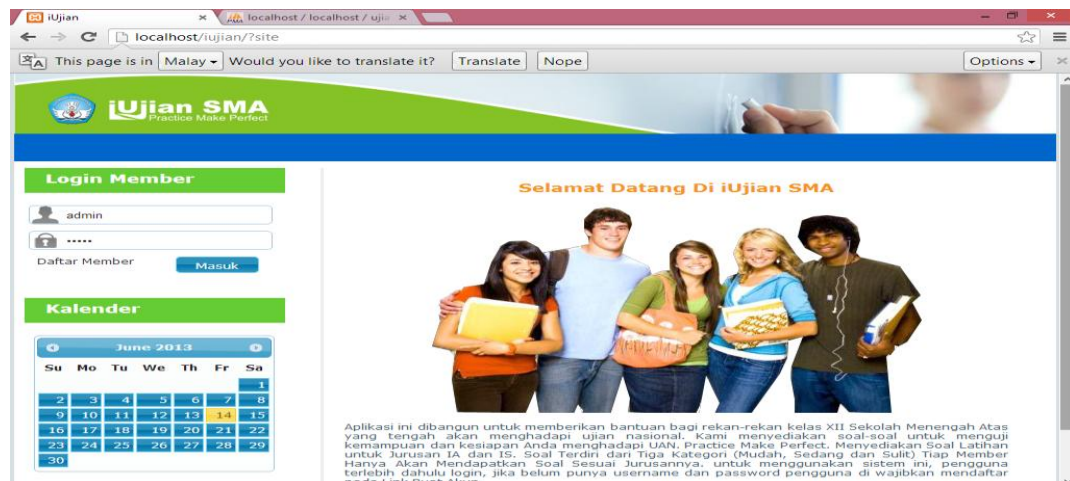 iUjian
localhost / localhost / ujia
localhost/iujian/?site
This page is in Malay Would you like to translate it? Translate Nope Options
iUjian SMA
Practice Make Perfect
Login Member
admin
•••••
Daftar Member Masuk
Kalender
June 2013
Su Mo Tu We Th Fr Sa
1
2 3 4 5 6 7 8
9 10 11 12 13 14 15
16 17 18 19 20 21 22
23 24 25 26 27 28 29
30
Selamat Datang Di iUjian SMA
Aplikasi ini dibangun untuk memberikan bantuan bagi rekan-rekan kelas XII Sekolah Menengah Atas
yang tengah akan menghadapi ujian nasional. Kami menyediakan soal-soal untuk menguji
kemampuan dan kesiapan Anda menghadapi UAN. Practice Make Perfect. Menyediakan Soal Latihan
untuk Jurusan IA dan IS. Soal Terdiri dari Tiga Kategori (Mudah, Sedang dan Sulit) Tiap Member
Hanya Akan Mendapatkan Soal Sesuai Jurusannya. untuk menggunakan sistem ini, pengguna
terlebih dahulu login, jika belum punya username dan password pengguna di wajibkan mendaftar
pada Link Buat Akun